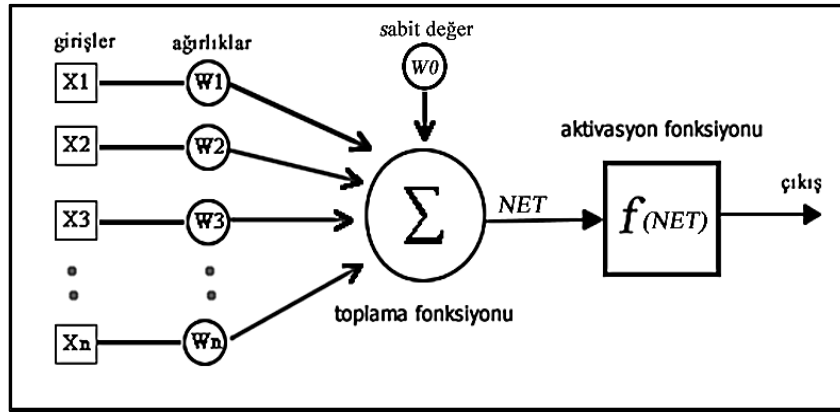 girişler
ağırlıklar
sabit değer
X1
W1
W0
X2
W2
aktivasyon fonksiyonu
X3
W3
Σ
NET
f(NET)
çıkış
toplama fonksiyonu
Xn
Wn